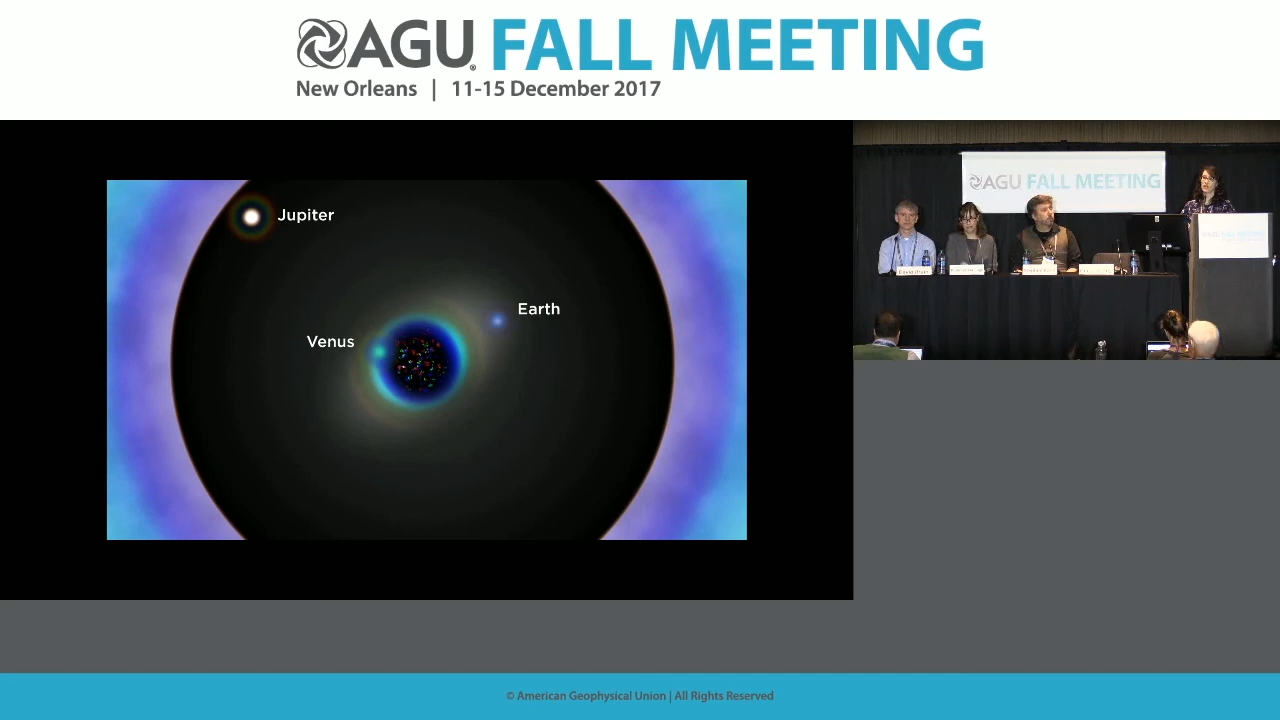 AGU FALL MEETING
New Orleans | 11-15 December 2017
Jupiter
Earth
Venus
AGU FALL MEETING
© American Geophysical Union | All Rights Reserved